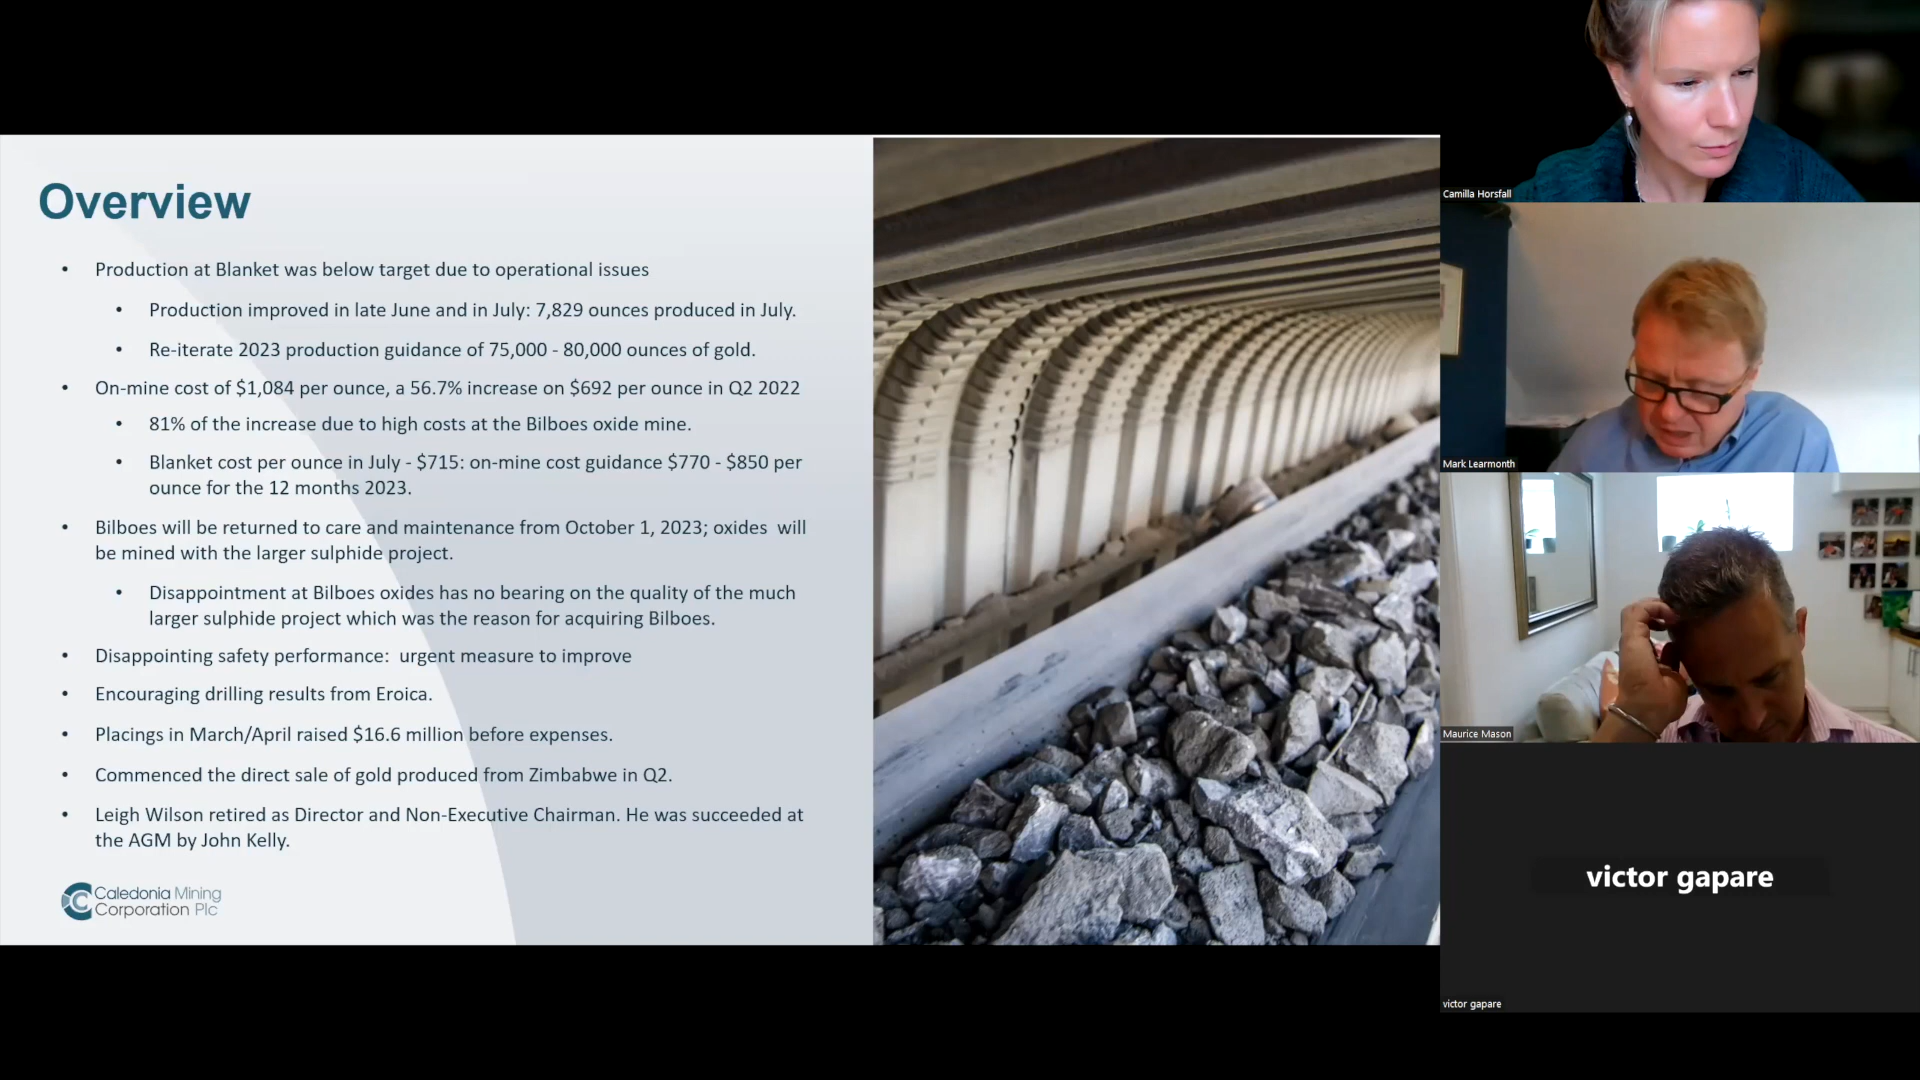 Overview
• Production at Blanket was below target due to operational issues
• Production improved in late June and in July: 7,829 ounces produced in July.
• Re-iterate 2023 production guidance of 75,000 - 80,000 ounces of gold.
• On-mine cost of $1,084 per ounce, a 56.7% increase on $692 per ounce in Q2 2022
• 81% of the increase due to high costs at the Bilboes oxide mine.
• Blanket cost per ounce in July - $715: on-mine cost guidance $770 - $850 per
ounce for the 12 months 2023.
• Bilboes will be returned to care and maintenance from October 1, 2023; oxides will
be mined with the larger sulphide project.
• Disappointment at Bilboes oxides has no bearing on the quality of the much
larger sulphide project which was the reason for acquiring Bilboes.
• Disappointing safety performance: urgent measure to improve
• Encouraging drilling results from Eroica.
• Placings in March/April raised $16.6 million before expenses.
• Commenced the direct sale of gold produced from Zimbabwe in Q2.
• Leigh Wilson retired as Director and Non-Executive Chairman. He was succeeded at
the AGM by John Kelly.
Caledonia Mining
Corporation Plc
Camilla Horsfall
Mark Learmonth
Maurice Mason
victor gapare
victor gapare